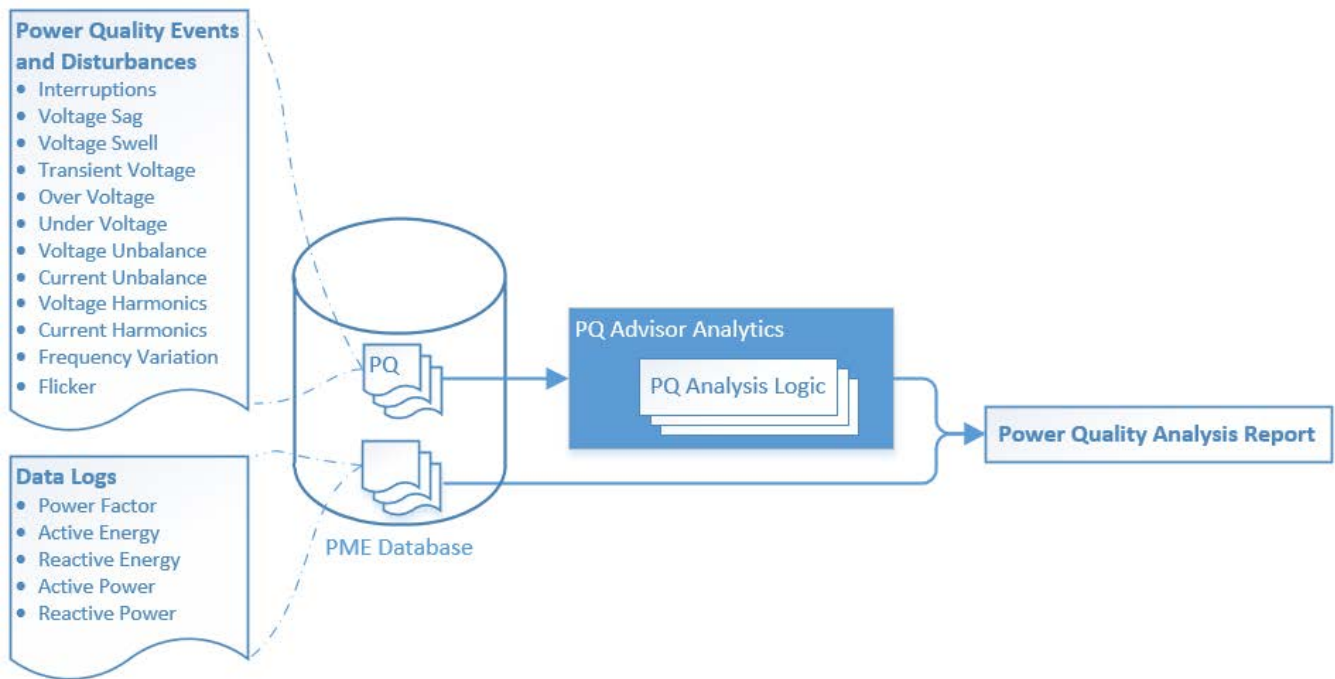 Power Quality Events
and Disturbances
• Interruptions
• Voltage Sag
• Voltage Swell
• Transient Voltage
• Over Voltage
• Under Voltage
• Voltage Unbalance
• Current Unbalance
• Voltage Harmonics
• Current Harmonics
• Frequency Variation
• Flicker
Data Logs
• Power Factor
• Active Energy
• Reactive Energy
• Active Power
• Reactive Power
PQ
PME Database
PQ Advisor Analytics
PQ Analysis Logic
Power Quality Analysis Report